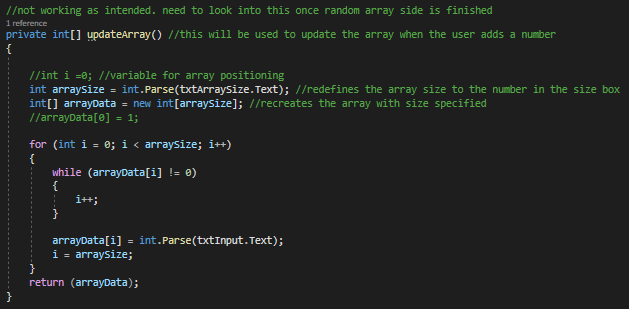 //not working as intended. need to look into this once random array side is finished
1 reference
private int[] updateArray() //this will be used to update the array when the user adds a number
{
//int i =0; //variable for array positioning
int arraySize = int.Parse(txtArraySize.Text); //redefines the array size to the number in the size box
int[] arrayData = new int[arraySize]; //recreates the array with size specified
//arrayData[0] = 1;
for (int i = 0; i < arraySize; i++)
{
while (arrayData[i] != 0)
{
i++;
}
arrayData[i] = int.Parse(txtInput.Text);
i = arraySize;
}
return (arrayData);
}